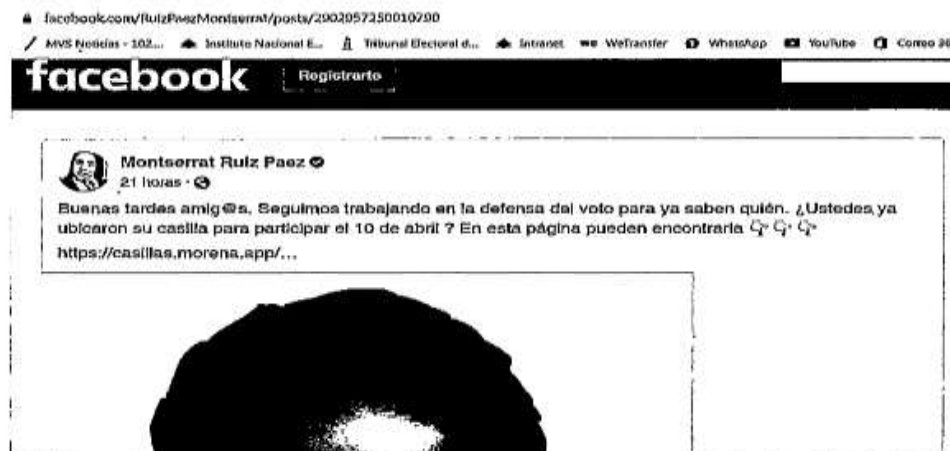 facebook.com/RuizPaezMontserrat/posts/2902957250010290
MVS Noticias - 102... Instituto Nacional E... Tribunal Electoral d... Intranet we WeTransfer WhatsApp YouTube Correo 36
facebook Registrarte
Montserrat Ruiz Paez
21 horas ·
Buenas tardes amig@s, Seguimos trabajando en la defensa del voto para ya saben quién. ¿Ustedes ya
ubicaron su casilla para participar el 10 de abril ? En esta página pueden encontrarla 👇 👇 👇
https://casillas.morena.app/...